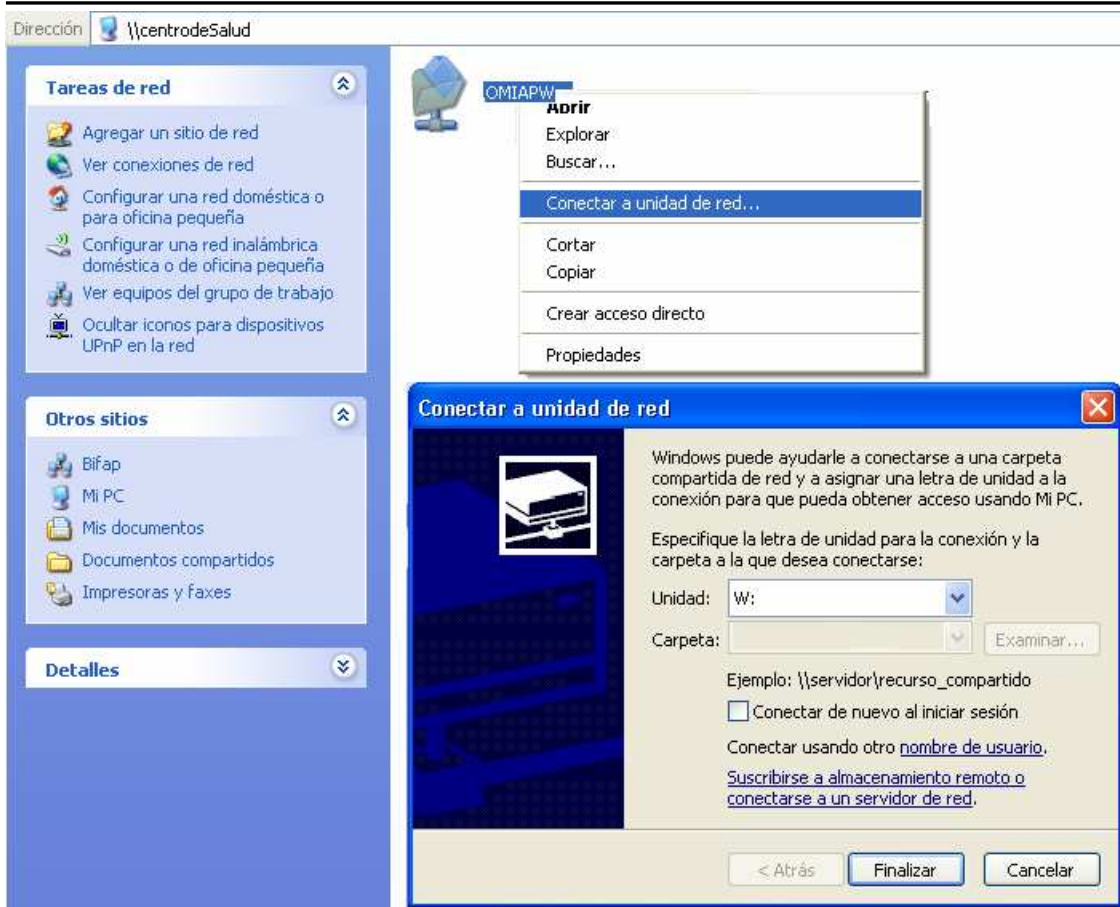 Dirección \\centrodeSalud
Tareas de red
Agregar un sitio de red
Ver conexiones de red
Configurar una red doméstica o
para oficina pequeña
Configurar una red inalámbrica
doméstica o de oficina pequeña
Ver equipos del grupo de trabajo
Ocultar iconos para dispositivos
UPnP en la red
Otros sitios
Bifap
Mi PC
Mis documentos
Documentos compartidos
Impresoras y faxes
Detalles
OMIAPW
Abrir
Explorar
Buscar...
Conectar a unidad de red...
Cortar
Copiar
Crear acceso directo
Propiedades
Conectar a unidad de red
Windows puede ayudarle a conectarse a una carpeta
compartida de red y a asignar una letra de unidad a la
conexión para que pueda obtener acceso usando Mi PC.
Especifique la letra de unidad para la conexión y la
carpeta a la que desea conectarse:
Unidad: W:
Carpeta: Examinar...
Ejemplo: \\servidor\recurso_compartido
Conectar de nuevo al iniciar sesión
Conectar usando otro nombre de usuario.
Suscribirse a almacenamiento remoto o
conectarse a un servidor de red.
< Atrás Finalizar Cancelar